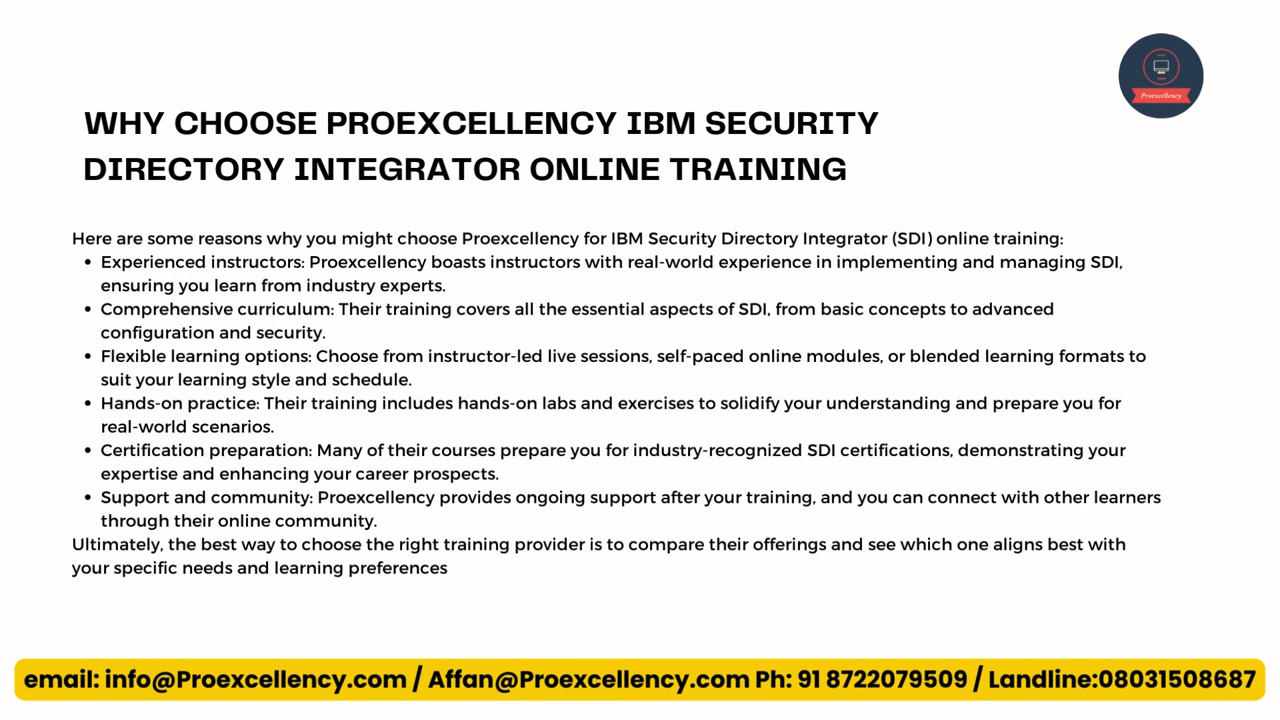 Proexcellency
WHY CHOOSE PROEXCELLENCY IBM SECURITY
DIRECTORY INTEGRATOR ONLINE TRAINING
Here are some reasons why you might choose Proexcellency for IBM Security Directory Integrator (SDI) online training:
• Experienced instructors: Proexcellency boasts instructors with real-world experience in implementing and managing SDI,
ensuring you learn from industry experts.
• Comprehensive curriculum: Their training covers all the essential aspects of SDI, from basic concepts to advanced
configuration and security.
• Flexible learning options: Choose from instructor-led live sessions, self-paced online modules, or blended learning formats to
suit your learning style and schedule.
• Hands-on practice: Their training includes hands-on labs and exercises to solidify your understanding and prepare you for
real-world scenarios.
• Certification preparation: Many of their courses prepare you for industry-recognized SDI certifications, demonstrating your
expertise and enhancing your career prospects.
• Support and community: Proexcellency provides ongoing support after your training, and you can connect with other learners
through their online community.
Ultimately, the best way to choose the right training provider is to compare their offerings and see which one aligns best with
your specific needs and learning preferences
email: info@Proexcellency.com / Affan@Proexcellency.com Ph: 91 8722079509 / Landline:08031508687